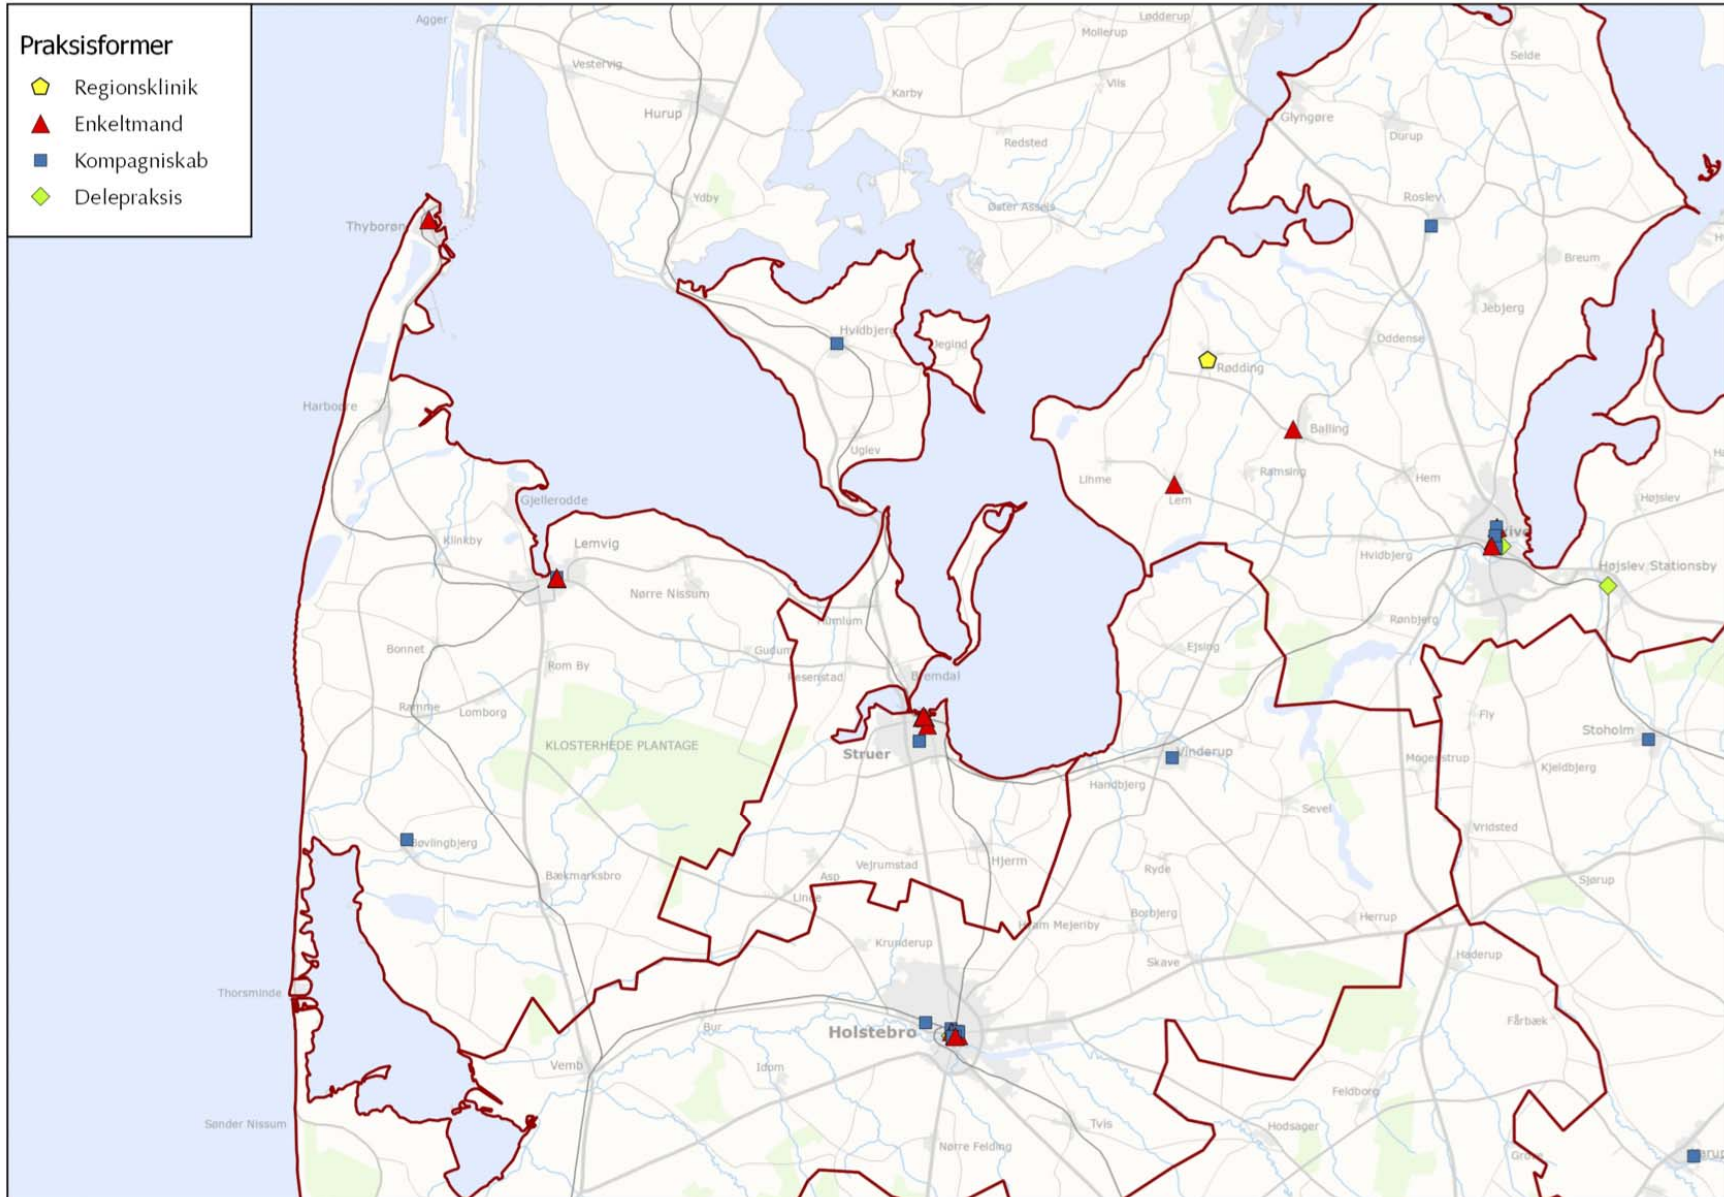 Praksisformer
Regionsklinik
Enkeltmand
Kompagniskab
Delepraksis
Agger
Vestervig
Hurup
Ydby
Karby
Vils
Redsted
Øster Assels
Mollerup
Lødderup
Selde
Glyngøre
Durup
Roslev
Breum
Jebjerg
Oddense
Thyborøn
Hvidbjerg
Jegind
Rødding
Balling
Harboøre
Uglev
Lihme
Lem
Ramsing
Hem
Højslev
Gjellerodde
Klinkby
Lemvig
Nørre Nissum
Hvidbjerg
Højslev Stationsby
Rønbjerg
Bonnet
Rom By
Gudum
Resenstad
Bremdal
Ejsing
Ramme
Lomborg
KLOSTERHEDE PLANTAGE
Struer
Handbjerg
Vinderup
Fly
Stoholm
Mogenstrup
Kjeldbjerg
Sevel
Vridsted
Bøvlingbjerg
Bækmarksbro
Vejrumstad
Asp
Hjerm
Ryde
Sjørup
Linde
Hvam Mejeriby
Borbjerg
Herrup
Krunderup
Skave
Haderup
Thorsminde
Bur
Holstebro
Fårbæk
Vemb
Idom
Feldborg
Sønder Nissum
Tvis
Hodsager
Nørre Felding